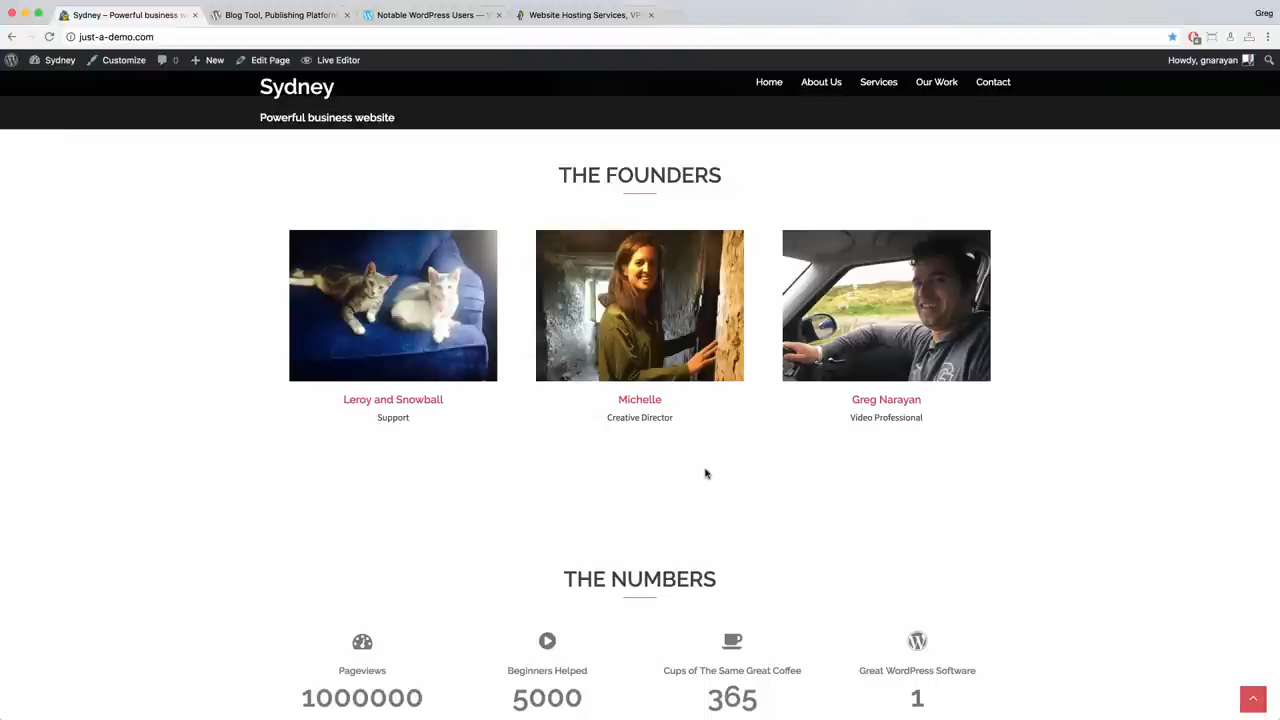 Sydney – Powerful business w
Blog Tool, Publishing Platform
Notable WordPress Users —
Website Hosting Services, VP
Greg
just-a-demo.com
Sydney
Customize
0
New
Edit Page
Live Editor
Howdy, gnarayan
Sydney
Home
About Us
Services
Our Work
Contact
Powerful business website
THE FOUNDERS
Leroy and Snowball
Michelle
Greg Narayan
Support
Creative Director
Video Professional
THE NUMBERS
Pageviews
Beginners Helped
Cups of The Same Great Coffee
Great WordPress Software
1000000
5000
365
1